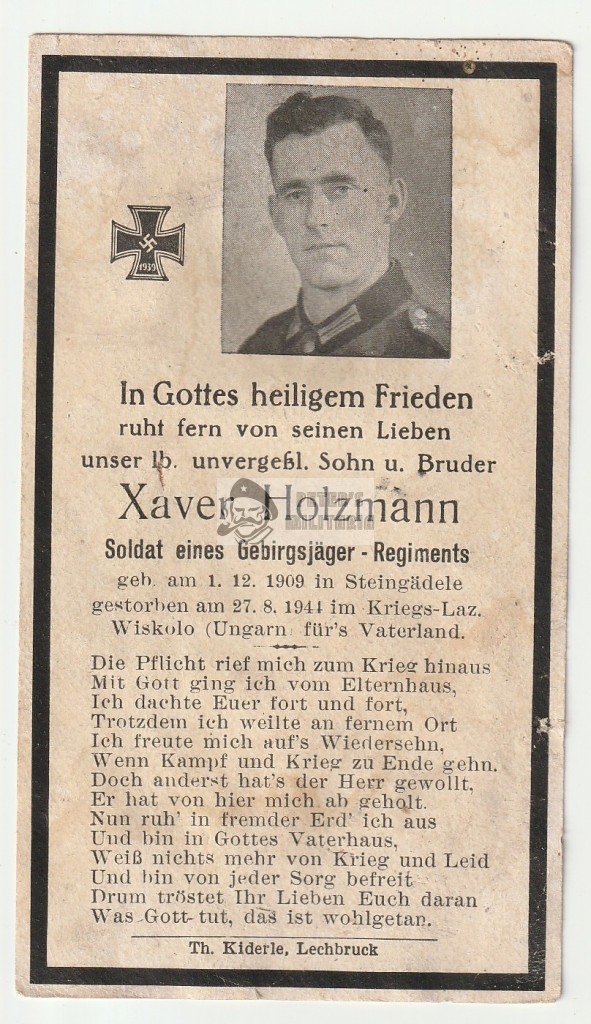 1939
In Gottes heiligem Frieden
ruht fern von seinen Lieben
unser lb. unvergeßl. Sohn u. Bruder
Xaver Holzmann
PETER'S
MILITARIA
Soldat eines Gebirgsjäger - Regiments
geb. am 1. 12. 1909 in Steingädele
gestorben am 27. 8. 1944 im Kriegs-Laz.
Wiskolo (Ungarn) für's Vaterland.
Die Pflicht rief mich zum Krieg hinaus
Mit Gott ging ich vom Elternhaus,
Ich dachte Euer fort und fort,
Trotzdem ich weilte an fernem Ort
Ich freute mich auf's Wiedersehn,
Wenn Kampf und Krieg zu Ende gehn.
Doch anderst hat's der Herr gewollt,
Er hat von hier mich ab geholt.
Nun ruh' in fremder Erd' ich aus
Und bin in Gottes Vaterhaus,
Weiß nichts mehr von Krieg und Leid
Und bin von jeder Sorg befreit
Drum tröstet Ihr Lieben Euch daran
Was Gott tut, das ist wohlgetan.
Th. Kiderle, Lechbruck